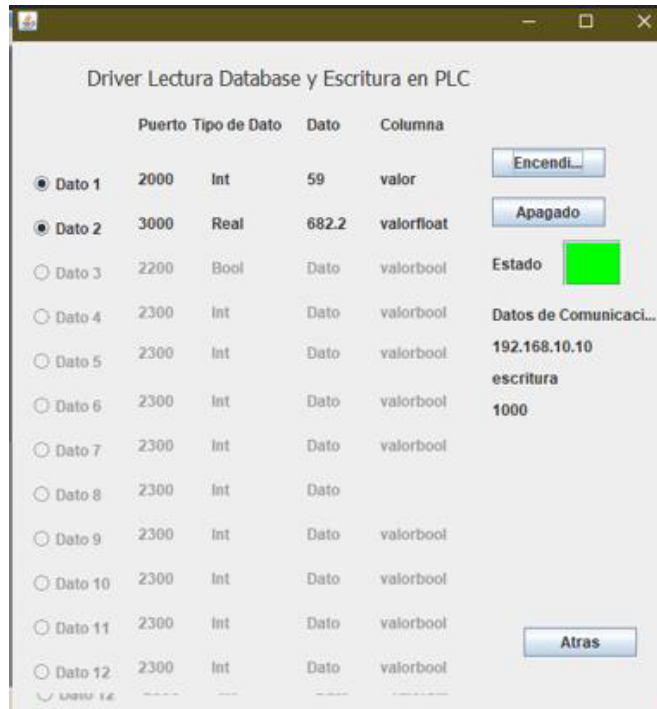 Driver Lectura Database y Escritura en PLC
Puerto Tipo de Dato Dato Columna
Encendi...
Dato 1 2000 Int 59 valor
Apagado
Dato 2 3000 Real 682.2 valorfloat
Estado
Dato 3 2200 Bool Dato valorbool
Dato 4 2300 Int Dato valorbool
Datos de Comunicaci...
Dato 5 2300 Int Dato valorbool
192.168.10.10
escritura
Dato 6 2300 Int Dato valorbool
1000
Dato 7 2300 Int Dato valorbool
Dato 8 2300 Int Dato
Dato 9 2300 Int Dato valorbool
Dato 10 2300 Int Dato valorbool
Dato 11 2300 Int Dato valorbool
Atras
Dato 12 2300 Int Dato valorbool